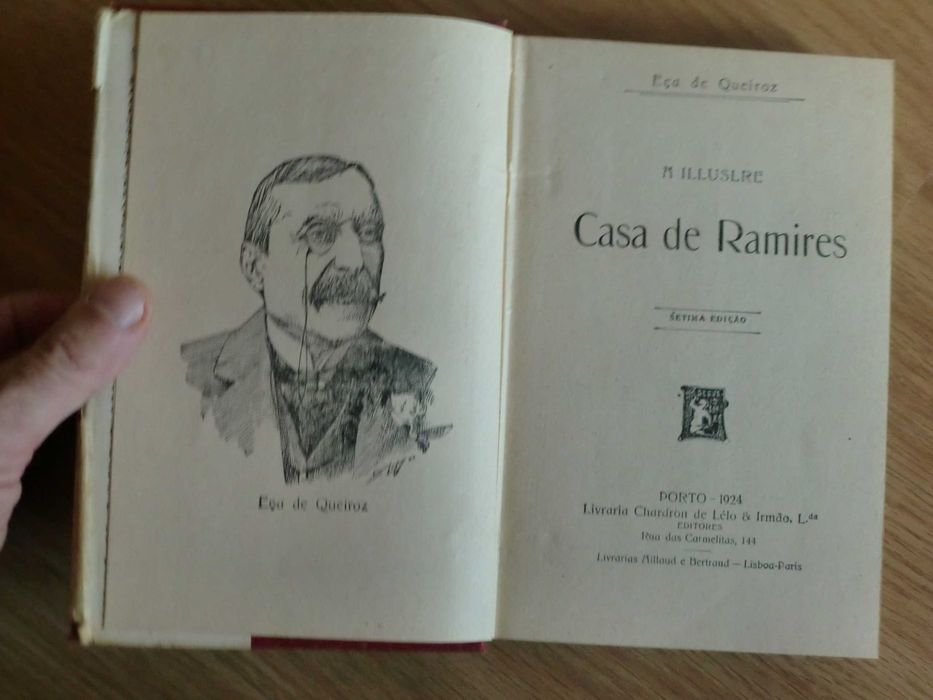 Eça de Queiroz
Eça de Queiroz
A ILLUSTRE
Casa de Ramires
SETIMA EDIÇÃO
PORTO – 1924
Livraria Chardron de Lélo & Irmão, L.da
EDITORES
Rua das Carmelitas, 144
Livrarias Aillaud e Bertrand – Lisboa-Paris